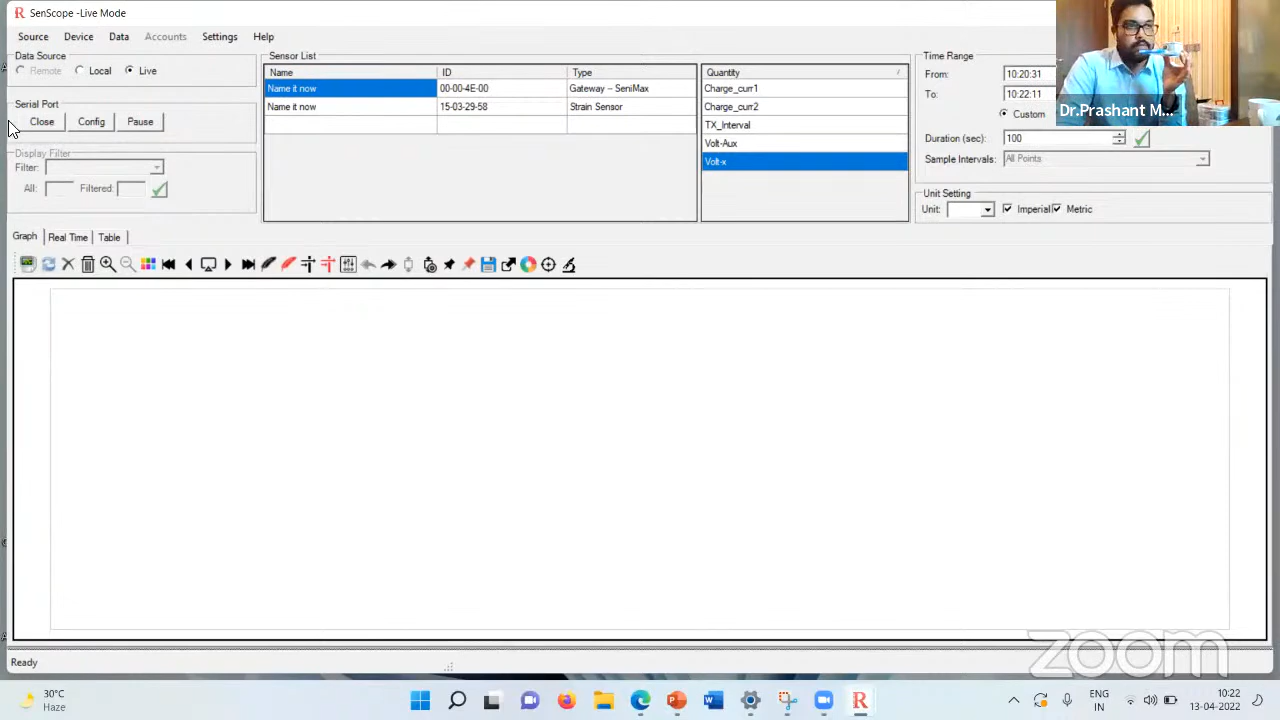 SenScope -Live Mode
Source Device Data Accounts Settings Help
Data Source
Remote Local Live
Serial Port
Close Config Pause
Display Filter
Filter:
All: Filtered:
Sensor List
Name ID Type
Name it now 00-00-4E-00 Gateway – SeniMax
Name it now 15-03-29-58 Strain Sensor
Quantity
Charge_curr1
Charge_curr2
TX_Interval
Volt-Aux
Volt-x
Time Range
From: 10:20:31
To: 10:22:11
Custom
Duration (sec): 100
Sample Intervals: All Points
Unit Setting
Unit: Imperial Metric
Dr.Prashant M...
Graph Real Time Table
Ready
zoom
30°C
Haze
ENG
IN
10:22
13-04-2022